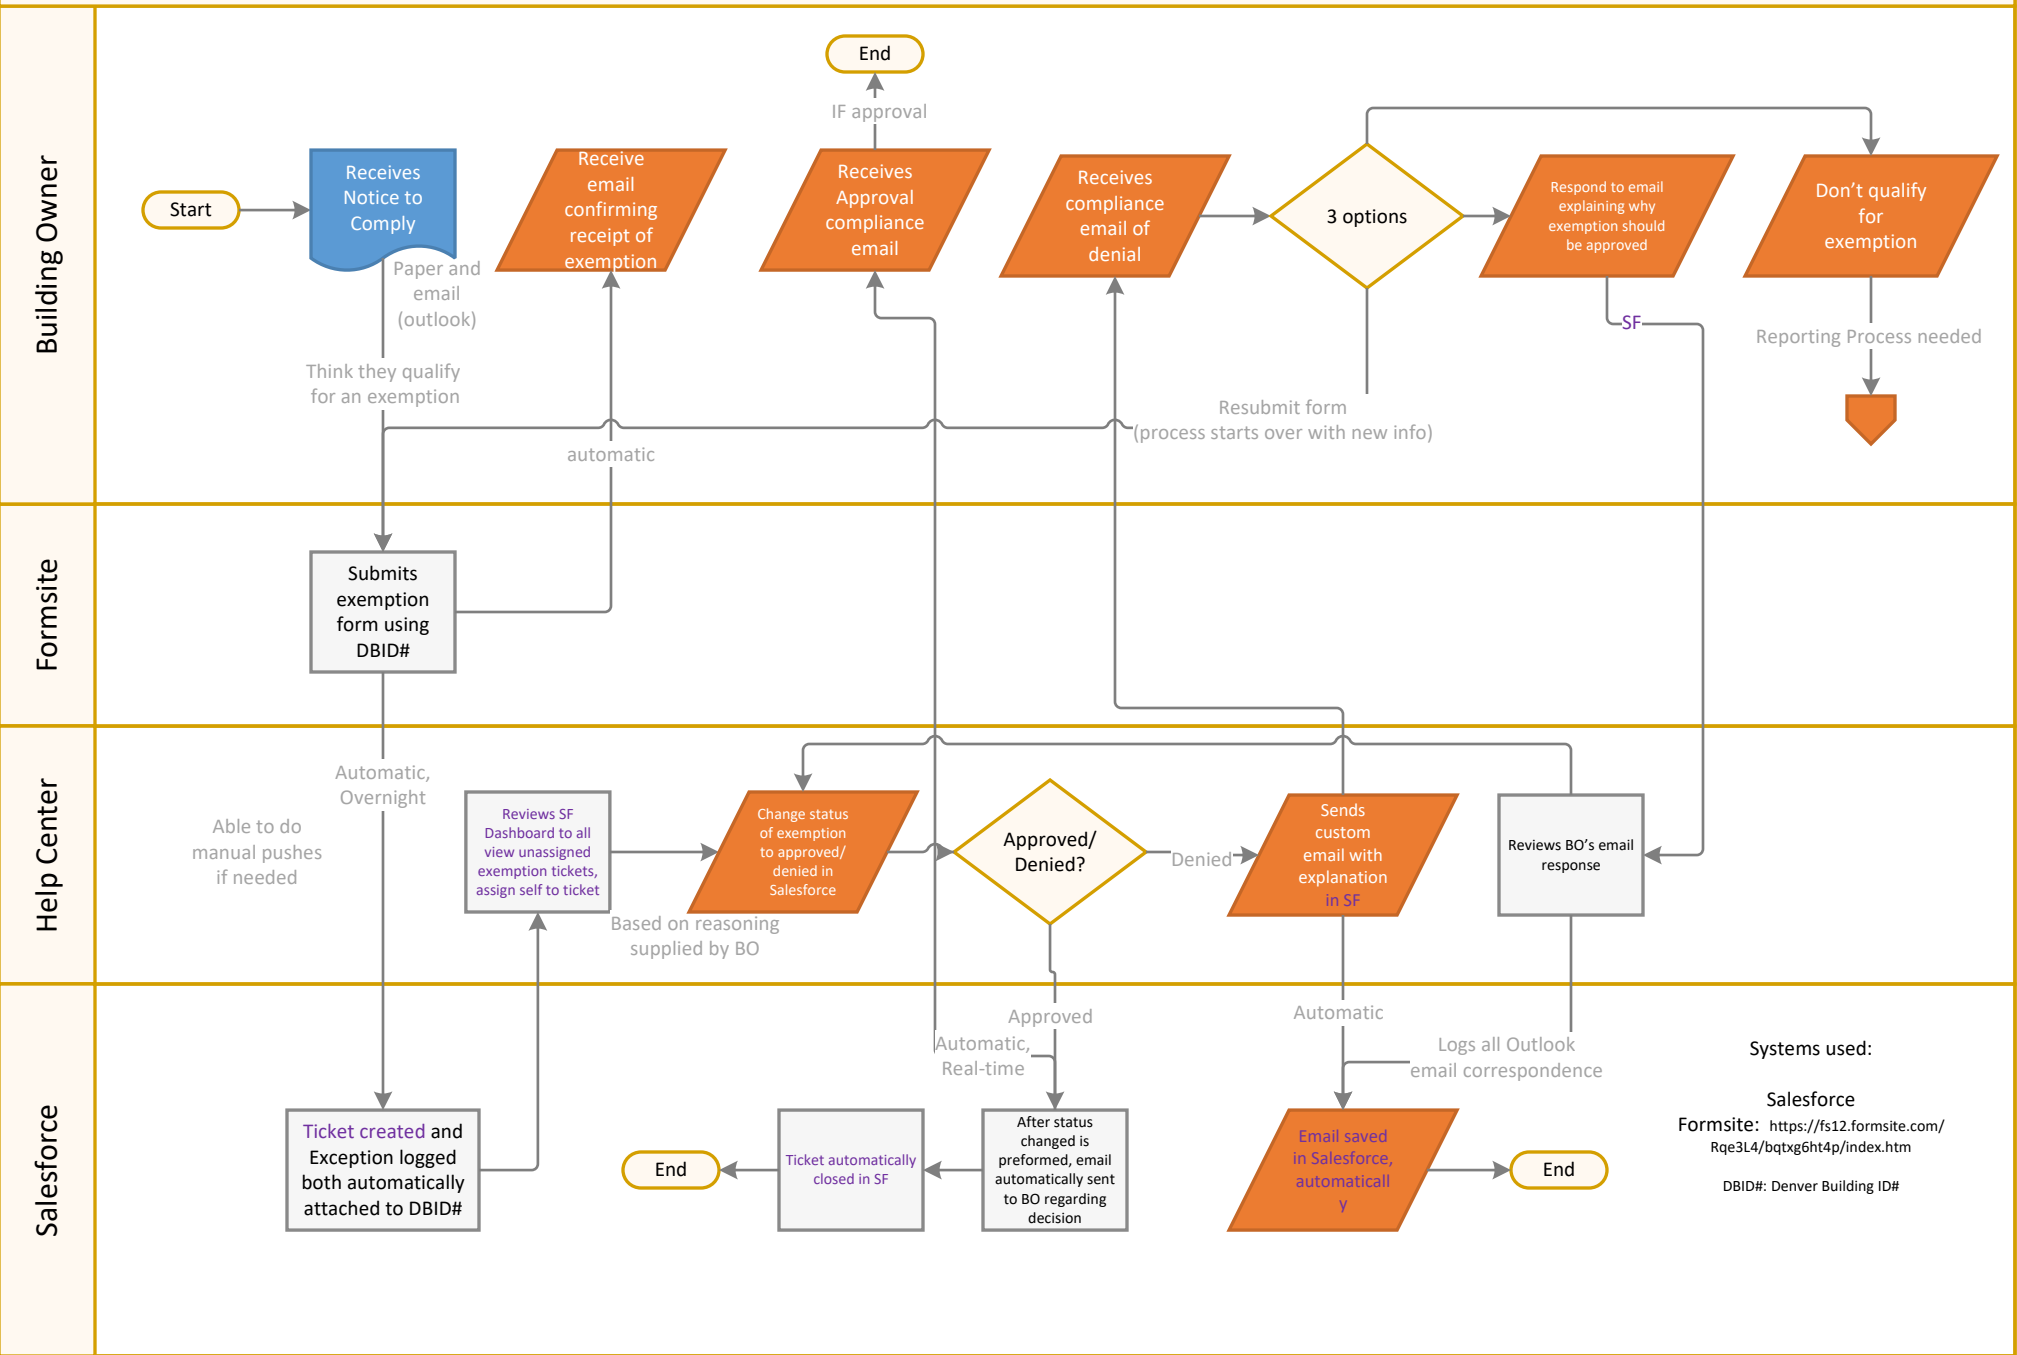 Building Owner
Start
Receives
Notice to
Comply
Paper and
email
(outlook)
Think they qualify
for an exemption
Receive
email
confirming
receipt of
exemption
automatic
End
IF approval
Receives
Approval
compliance
email
Receives
compliance
email of
denial
3 options
Resubmit form
(process starts over with new info)
Respond to email
explaining why
exemption should
be approved
SF
Don't qualify
for
exemption
Reporting Process needed
Formsite
Submits
exemption
form using
DBID#
Help Center
Automatic,
Overnight
Able to do
manual pushes
if needed
Reviews SF
Dashboard to all
view unassigned
exemption tickets,
assign self to ticket
Based on reasoning
supplied by BO
Change status
of exemption
to approved/
denied in
Salesforce
Approved/
Denied?
Denied
Sends
custom
email with
explanation
in SF
Reviews BO's email
response
Salesforce
Ticket created and
Exception logged
both automatically
attached to DBID#
Approved
Automatic,
Real-time
After status
changed is
preformed, email
automatically sent
to BO regarding
decision
Ticket automatically
closed in SF
End
Automatic
Logs all Outlook
email correspondence
Email saved
in Salesforce,
automaticall
y
End
Systems used:
Salesforce
Formsite: https://fs12.formsite.com/
Rqe3L4/bqtxg6ht4p/index.htm
DBID#: Denver Building ID#